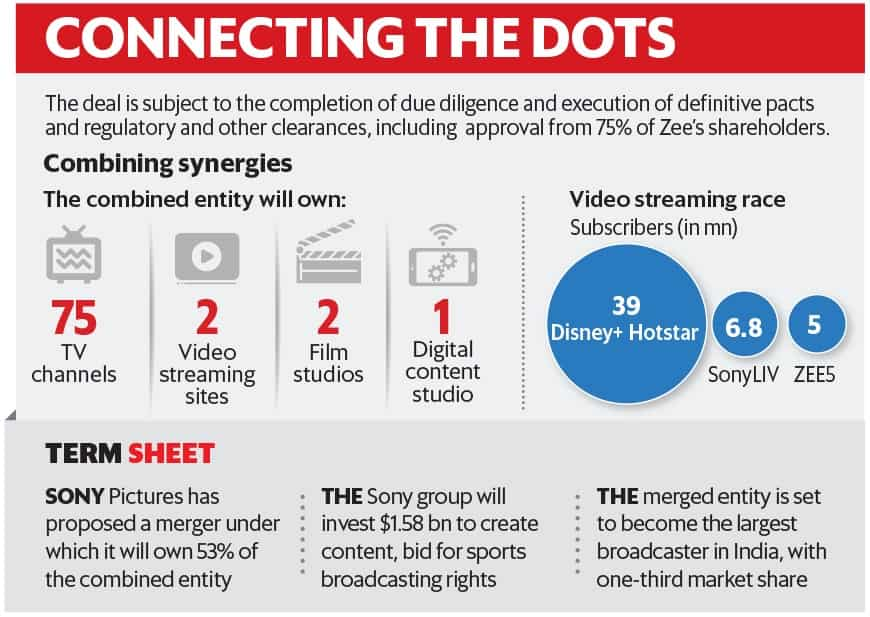 CONNECTING THE DOTS
The deal is subject to the completion of due diligence and execution of definitive pacts
and regulatory and other clearances, including approval from 75% of Zee's shareholders.
Combining synergies
The combined entity will own:
75
TV
channels
2
Video
streaming
sites
2
Film
studios
1
Digital
content
studio
Video streaming race
Subscribers (in mn)
39
Disney+ Hotstar
6.8
SonyLIV
5
ZEE5
TERM SHEET
SONY Pictures has
proposed a merger under
which it will own 53% of
the combined entity
THE Sony group will
invest $1.58 bn to create
content, bid for sports
broadcasting rights
THE merged entity is set
to become the largest
broadcaster in India, with
one-third market share